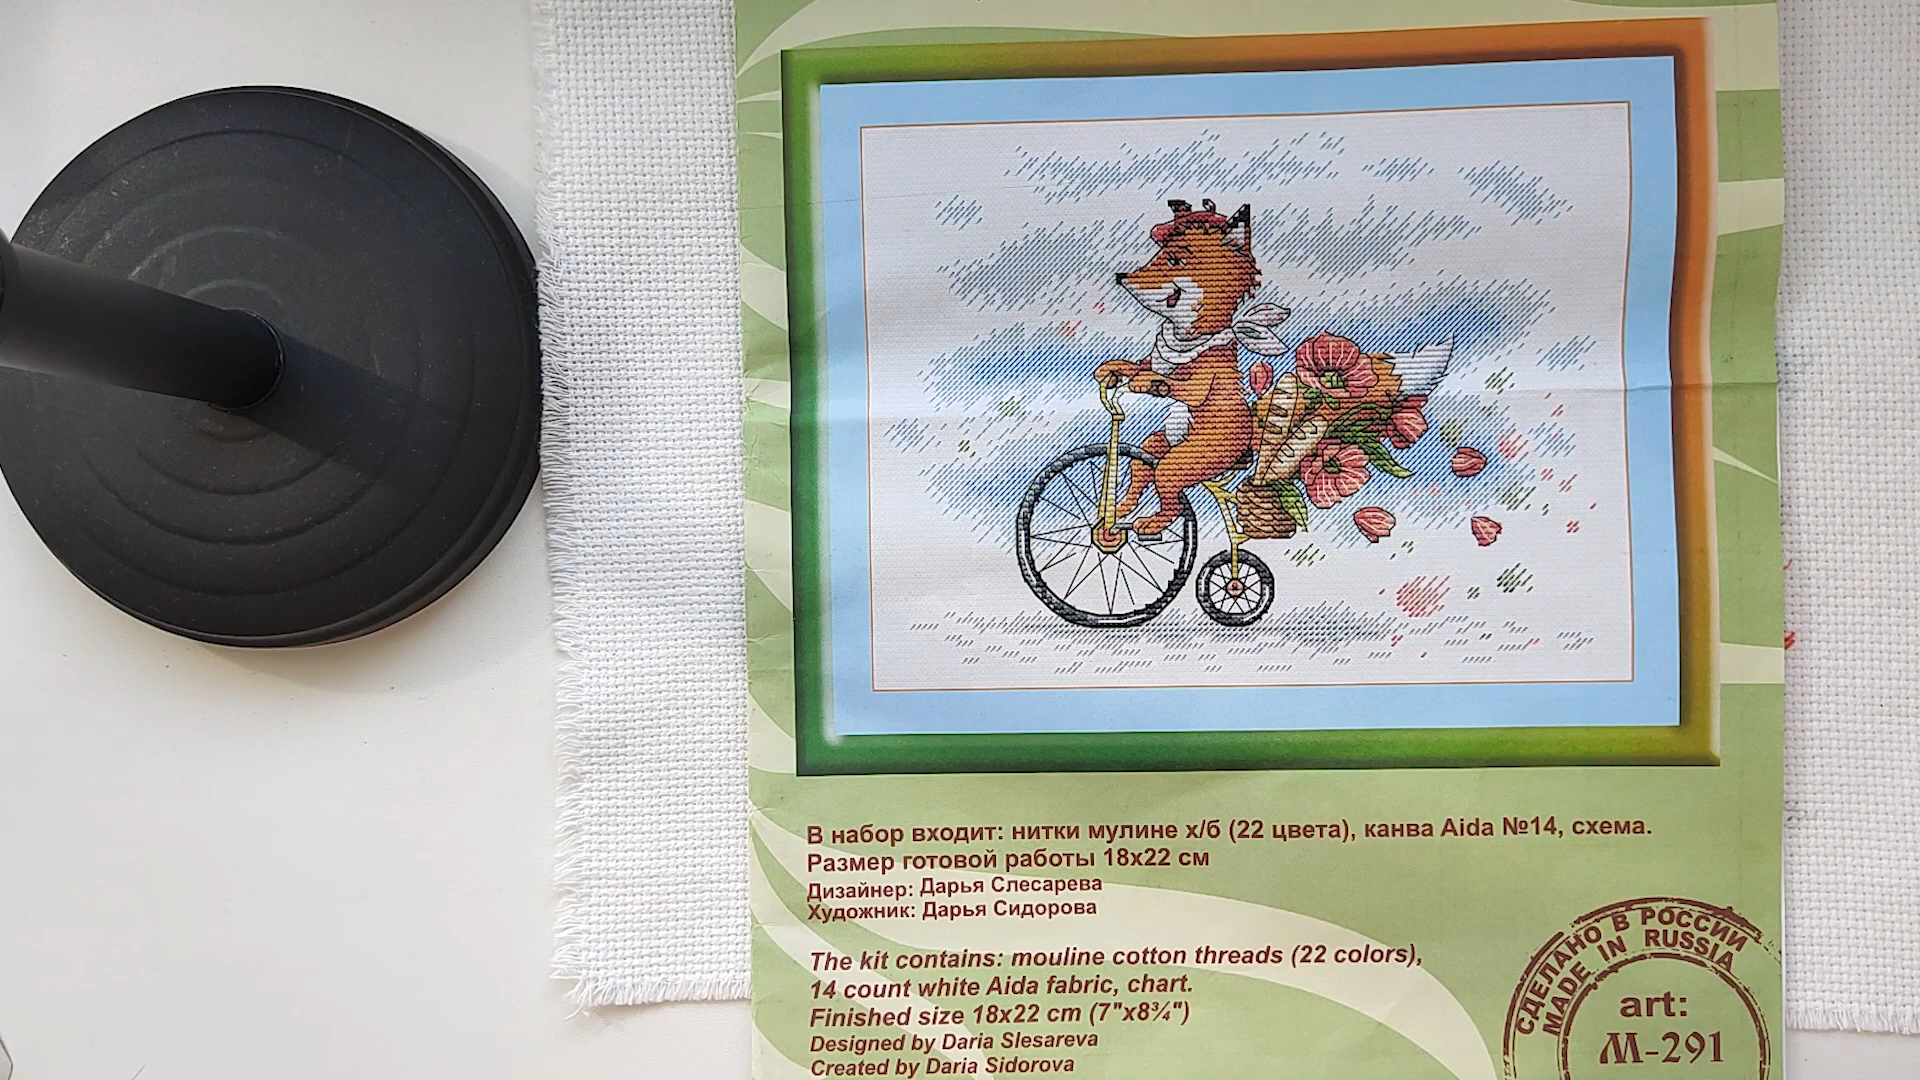 В набор входит: нитки мулине х/б (22 цвета), канва Aida №14, схема.
Размер готовой работы 18х22 см
Дизайнер: Дарья Слесарева
Художник: Дарья Сидорова
The kit contains: mouline cotton threads (22 colors),
14 count white Aida fabric, chart.
Finished size 18x22 cm (7"x8¾")
Designed by Daria Slesareva
Created by Daria Sidorova
СДЕЛАНО В РОССИИ
MADE IN RUSSIA
art:
М-291